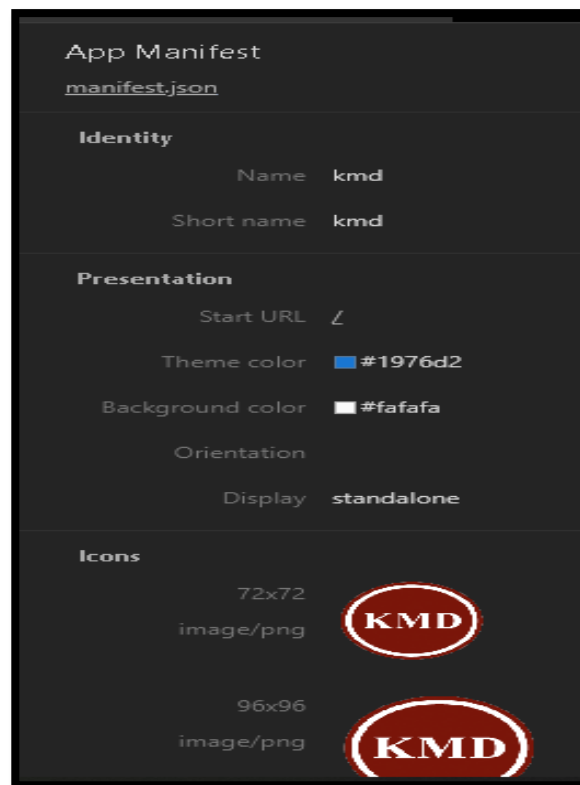 App Manifest
manifest.json
Identity
Name kmd
Short name kmd
Presentation
Start URL /
Theme color #1976d2
Background color #fafafa
Orientation
Display standalone
Icons
72x72
image/png
KMD
96x96
image/png
KMD